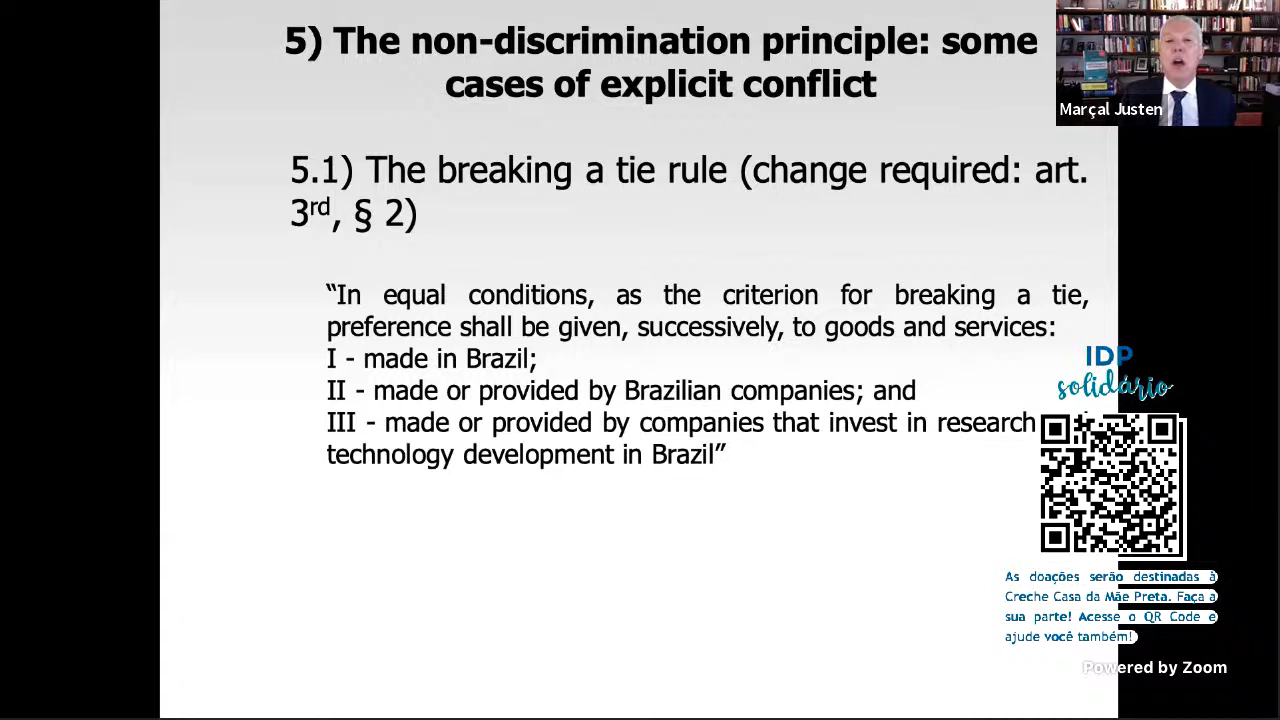 5) The non-discrimination principle: some
cases of explicit conflict
Marçal Justen
5.1) The breaking a tie rule (change required: art.
3rd, § 2)
“In equal conditions, as the criterion for breaking a tie,
preference shall be given, successively, to goods and services:
I - made in Brazil;
II - made or provided by Brazilian companies; and
III - made or provided by companies that invest in research
technology development in Brazil”
IDP
solidário
As doações serão destinadas à
Creche Casa da Mãe Preta. Faça a
sua parte! Acesse o QR Code e
ajude você também!
Powered by Zoom